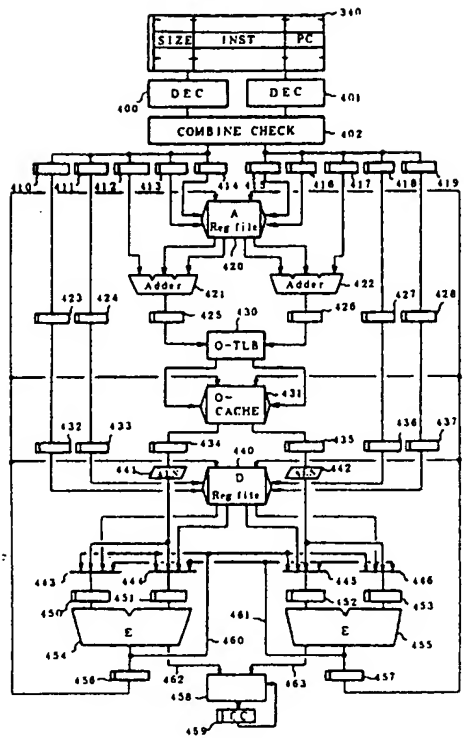 340
SIZE INST PC
DEC DEC
400 401
COMBINE CHECK 402
410 411 412 413 414 415 416 417 418 419
A
Reg file
420
Adder Adder
421 422
423 424 425 430 426 427 428
O-TLB
431
O-
CACHE
432 433 434 435 436 437
441 440 442
ALN
D
Reg file
443 444 445 446
450 451 452 453
461
E E
460
454 455
456 462 463 457
458
459